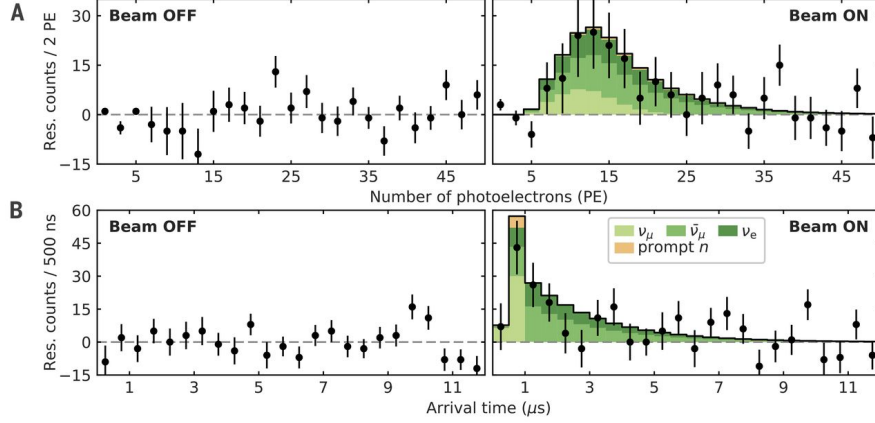 A
Beam OFF
Beam ON
Res. counts / 2 PE
30
15
0
−15
5 15 25 35 45
5 15 25 35 45
Number of photoelectrons (PE)
B
Beam OFF
Beam ON
Res. counts / 500 ns
60
45
30
15
0
−15
νμ ν̄μ νe
prompt n
1 3 5 7 9 11
1 3 5 7 9 11
Arrival time (μs)